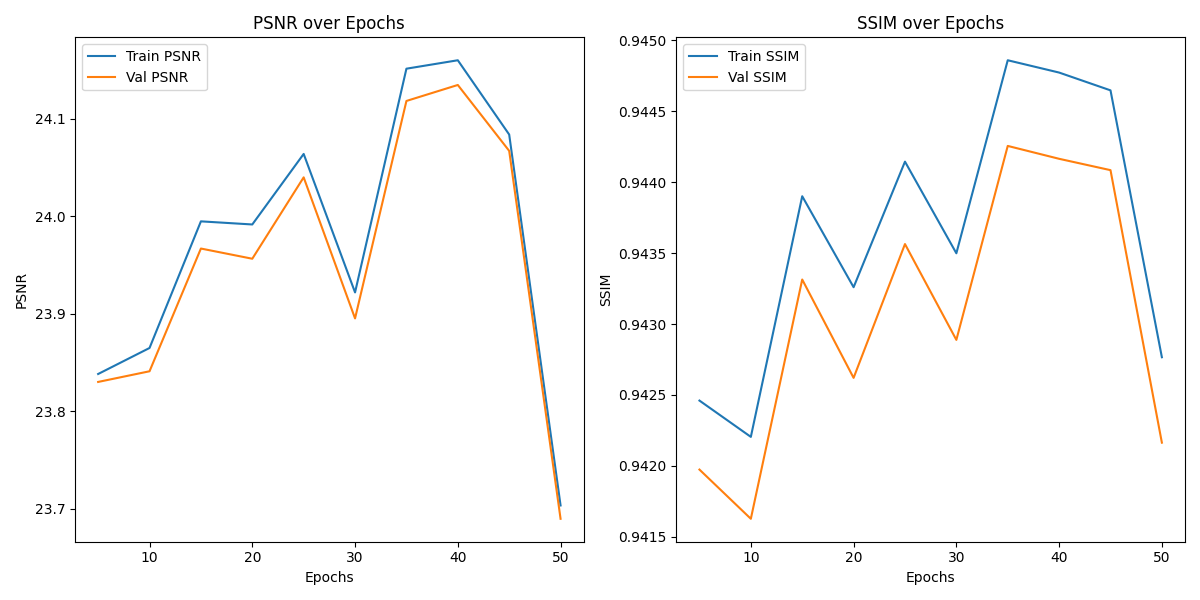 PSNR over Epochs
Train PSNR
Val PSNR
24.1
24.0
23.9
23.8
23.7
PSNR
10
20
30
40
50
Epochs
SSIM over Epochs
Train SSIM
Val SSIM
0.9450
0.9445
0.9440
0.9435
0.9430
0.9425
0.9420
0.9415
SSIM
10
20
30
40
50
Epochs